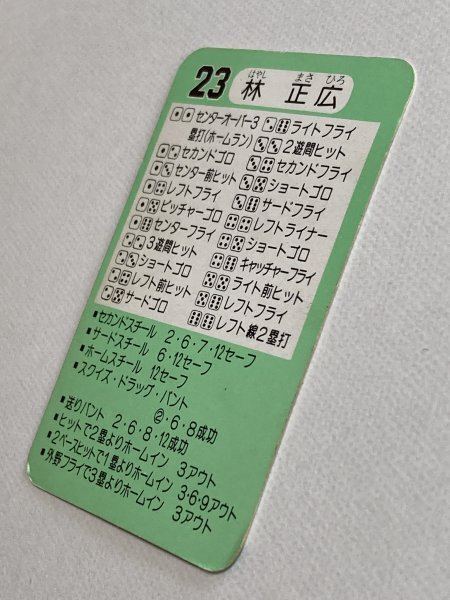 23 林 正広
はやし まさ ひろ
⚀⚀センターオーバー3塁打(ホームラン)
⚀⚁セカンドゴロ
⚀⚂センター前ヒット
⚀⚃レフトフライ
⚀⚄ピッチャーゴロ
⚀⚅センターフライ
⚁⚁3遊間ヒット
⚁⚂ショートゴロ
⚁⚃レフト前ヒット
⚁⚄サードゴロ
⚁⚅ライトフライ
⚂⚂2遊間ヒット
⚂⚃セカンドフライ
⚂⚄ショートゴロ
⚂⚅サードフライ
⚃⚃レフトライナー
⚃⚄ショートゴロ
⚃⚅キャッチャーフライ
⚄⚄ライト前ヒット
⚄⚅レフトフライ
⚅⚅レフト線2塁打
■セカンドスチール 2・6・7・12セーフ
■サードスチール 6・12セーフ
■ホームスチール 12セーフ
■スクイズ・ドラッグ・バント
②・6・8成功
■送りバント 2・6・8・12成功
■ヒットで2塁よりホームイン 3アウト
■2ベースヒットで1塁よりホームイン 3・6・9アウト
■外野フライで3塁よりホームイン 3アウト